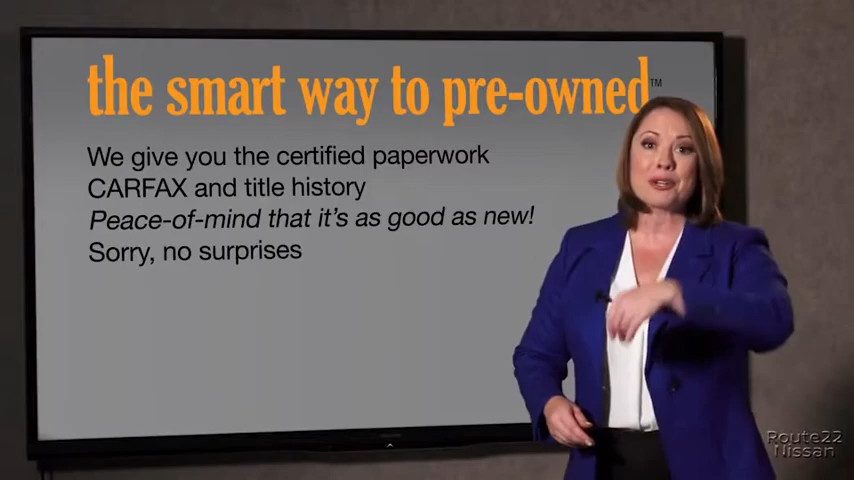 the smart way to pre-owned™
We give you the certified paperwork
CARFAX and title history
Peace-of-mind that it's as good as new!
Sorry, no surprises
Route22
Nissan